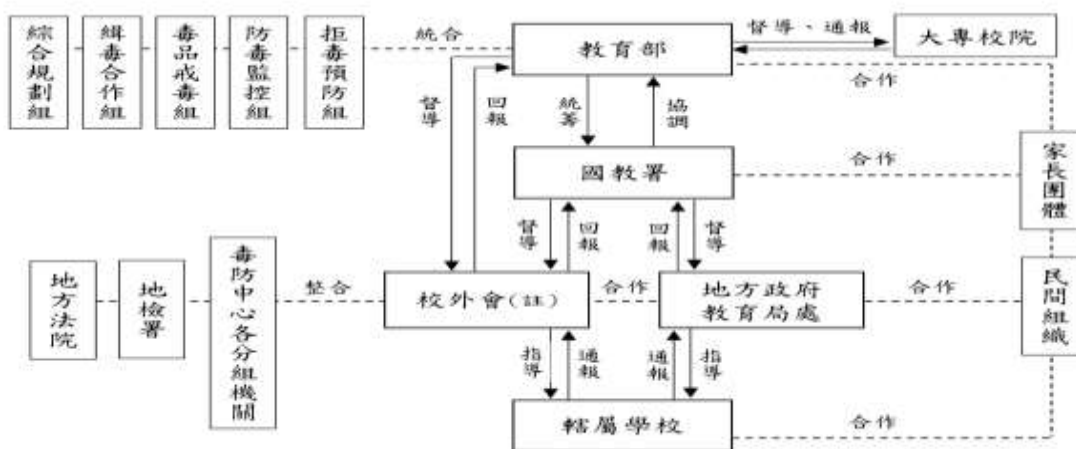 綜合規劃組
緝毒合作組
毒品戒毒組
防毒監控組
拒毒預防組
統合
教育部
督導、通報
大專校院
合作
督導
回報
統籌
協調
國教署
合作
家長團體
督導
回報
回報
督導
地方法院
地檢署
毒防中心各分組機關
整合
校外會(註)
合作
地方政府
教育局處
合作
民間組織
指導
通報
通報
指導
轄屬學校
合作